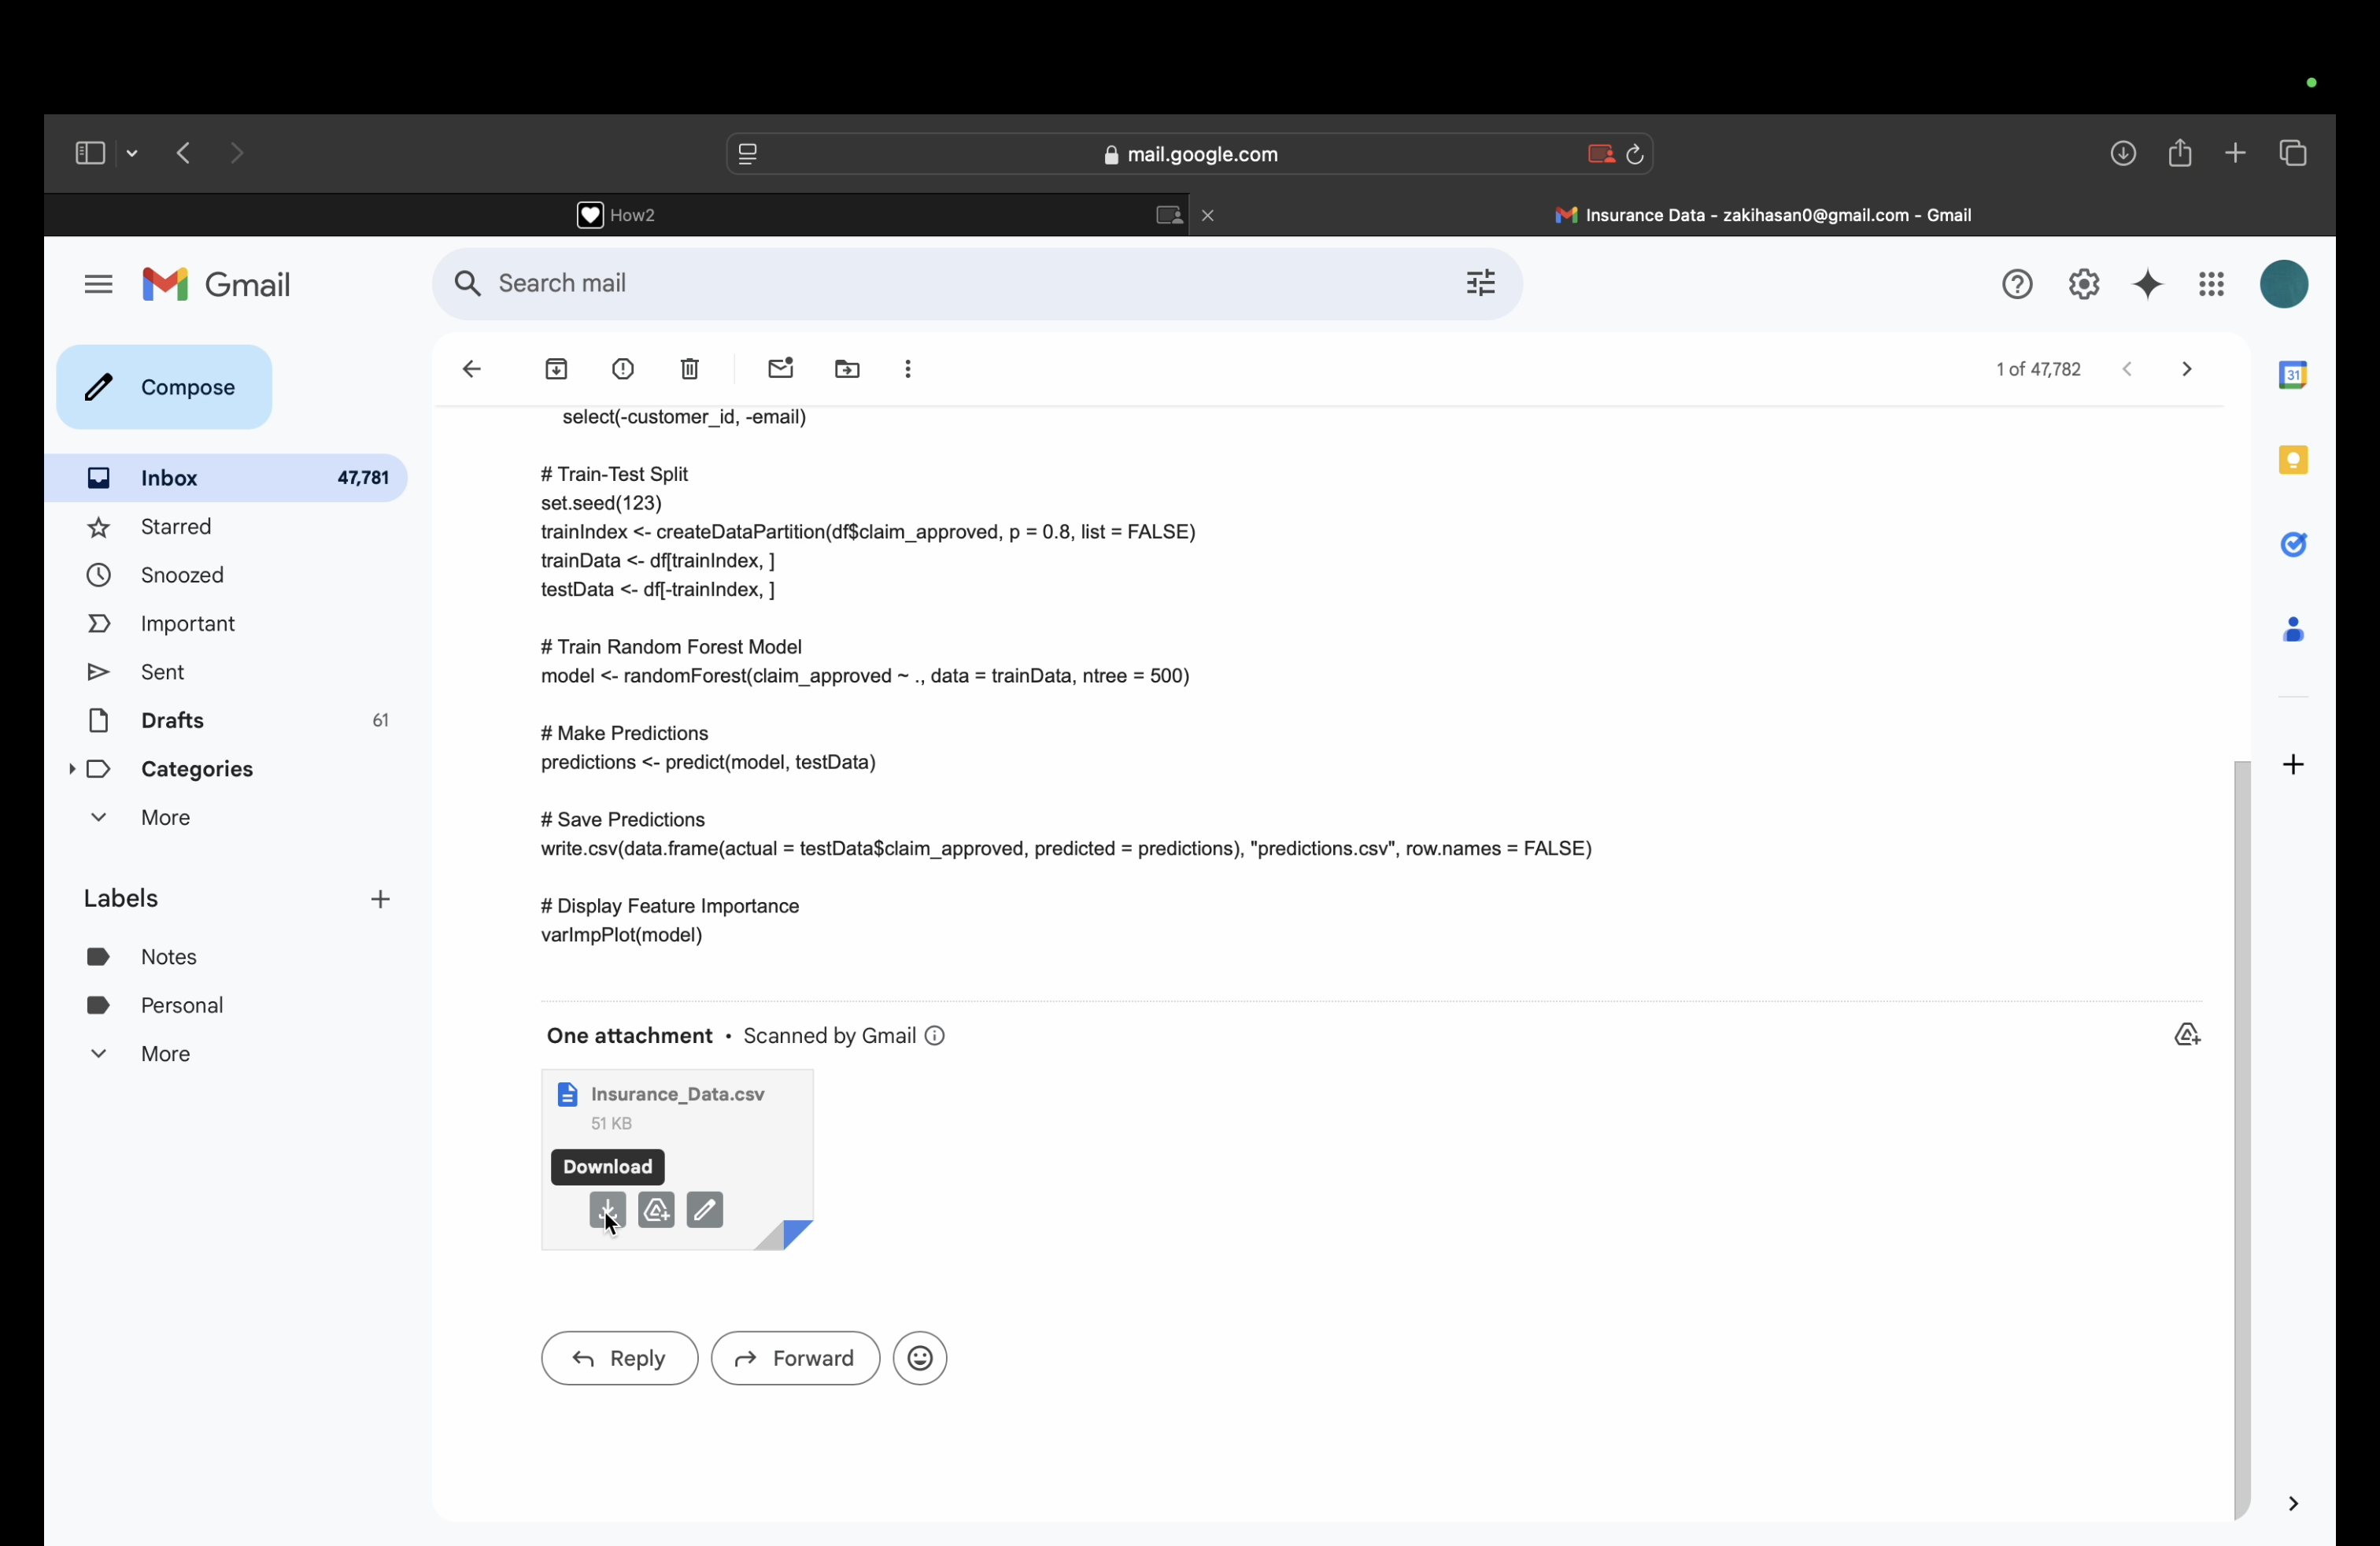 mail.google.com
How2
Insurance Data - zakihasan0@gmail.com - Gmail
Gmail
Search mail
Compose
1 of 47,782
31
Inbox 47,781
Starred
Snoozed
Important
Sent
Drafts 61
Categories
More
Labels
Notes
Personal
More
select(-customer_id, -email)
# Train-Test Split
set.seed(123)
trainIndex <- createDataPartition(df$claim_approved, p = 0.8, list = FALSE)
trainData <- df[trainIndex, ]
testData <- df[-trainIndex, ]
# Train Random Forest Model
model <- randomForest(claim_approved ~ ., data = trainData, ntree = 500)
# Make Predictions
predictions <- predict(model, testData)
# Save Predictions
write.csv(data.frame(actual = testData$claim_approved, predicted = predictions), "predictions.csv", row.names = FALSE)
# Display Feature Importance
varImpPlot(model)
One attachment • Scanned by Gmail
Insurance_Data.csv
51 KB
Download
Reply
Forward